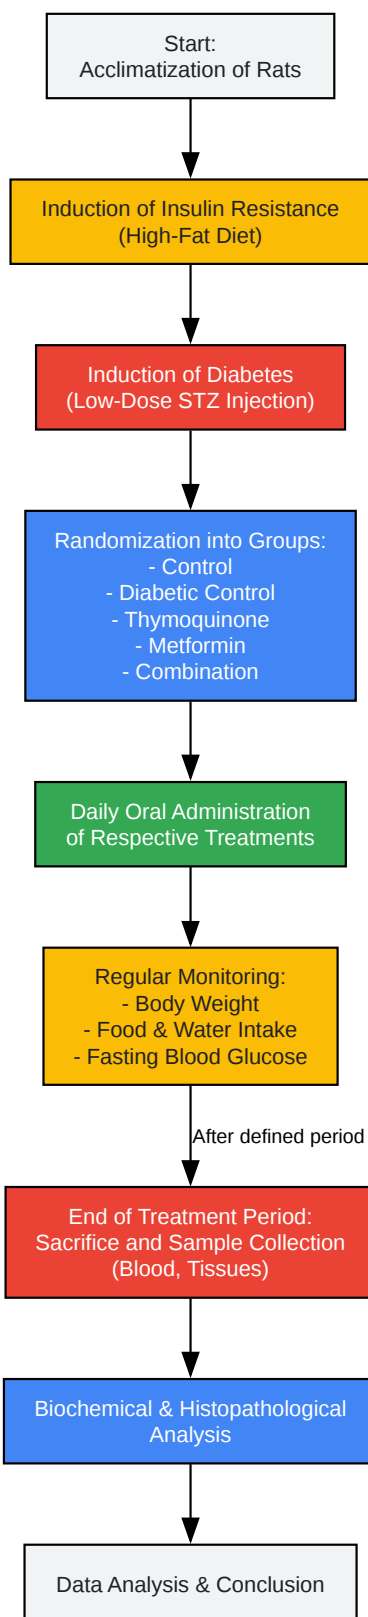 Start:
Acclimatization of Rats
Induction of Insulin Resistance
(High-Fat Diet)
Induction of Diabetes
(Low-Dose STZ Injection)
Randomization into Groups:
- Control
- Diabetic Control
- Thymoquinone
- Metformin
- Combination
Daily Oral Administration
of Respective Treatments
Regular Monitoring:
- Body Weight
- Food & Water Intake
- Fasting Blood Glucose
After defined period
End of Treatment Period:
Sacrifice and Sample Collection
(Blood, Tissues)
Biochemical & Histopathological
Analysis
Data Analysis & Conclusion